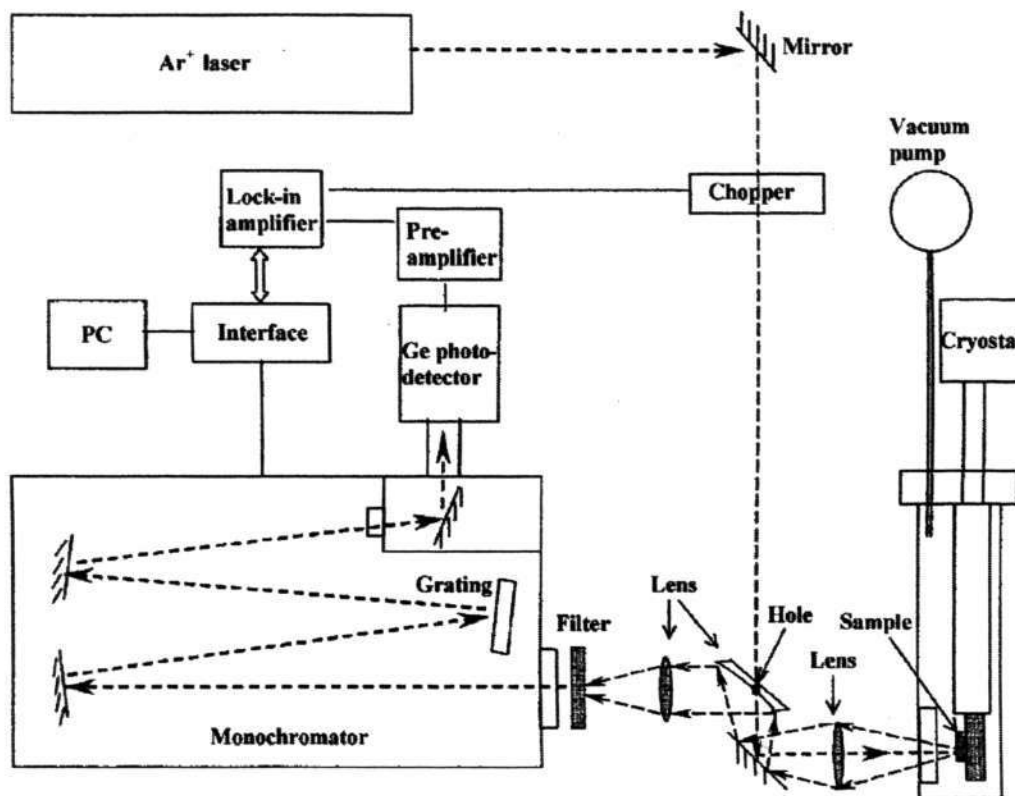 Ar⁺ laser
Mirror
Vacuum
pump
Lock-in
amplifier
Chopper
Pre-
amplifier
PC
Interface
Ge photo-
detector
Cryosta
Grating
Lens
Filter
Hole
Sample
Lens
Monochromator